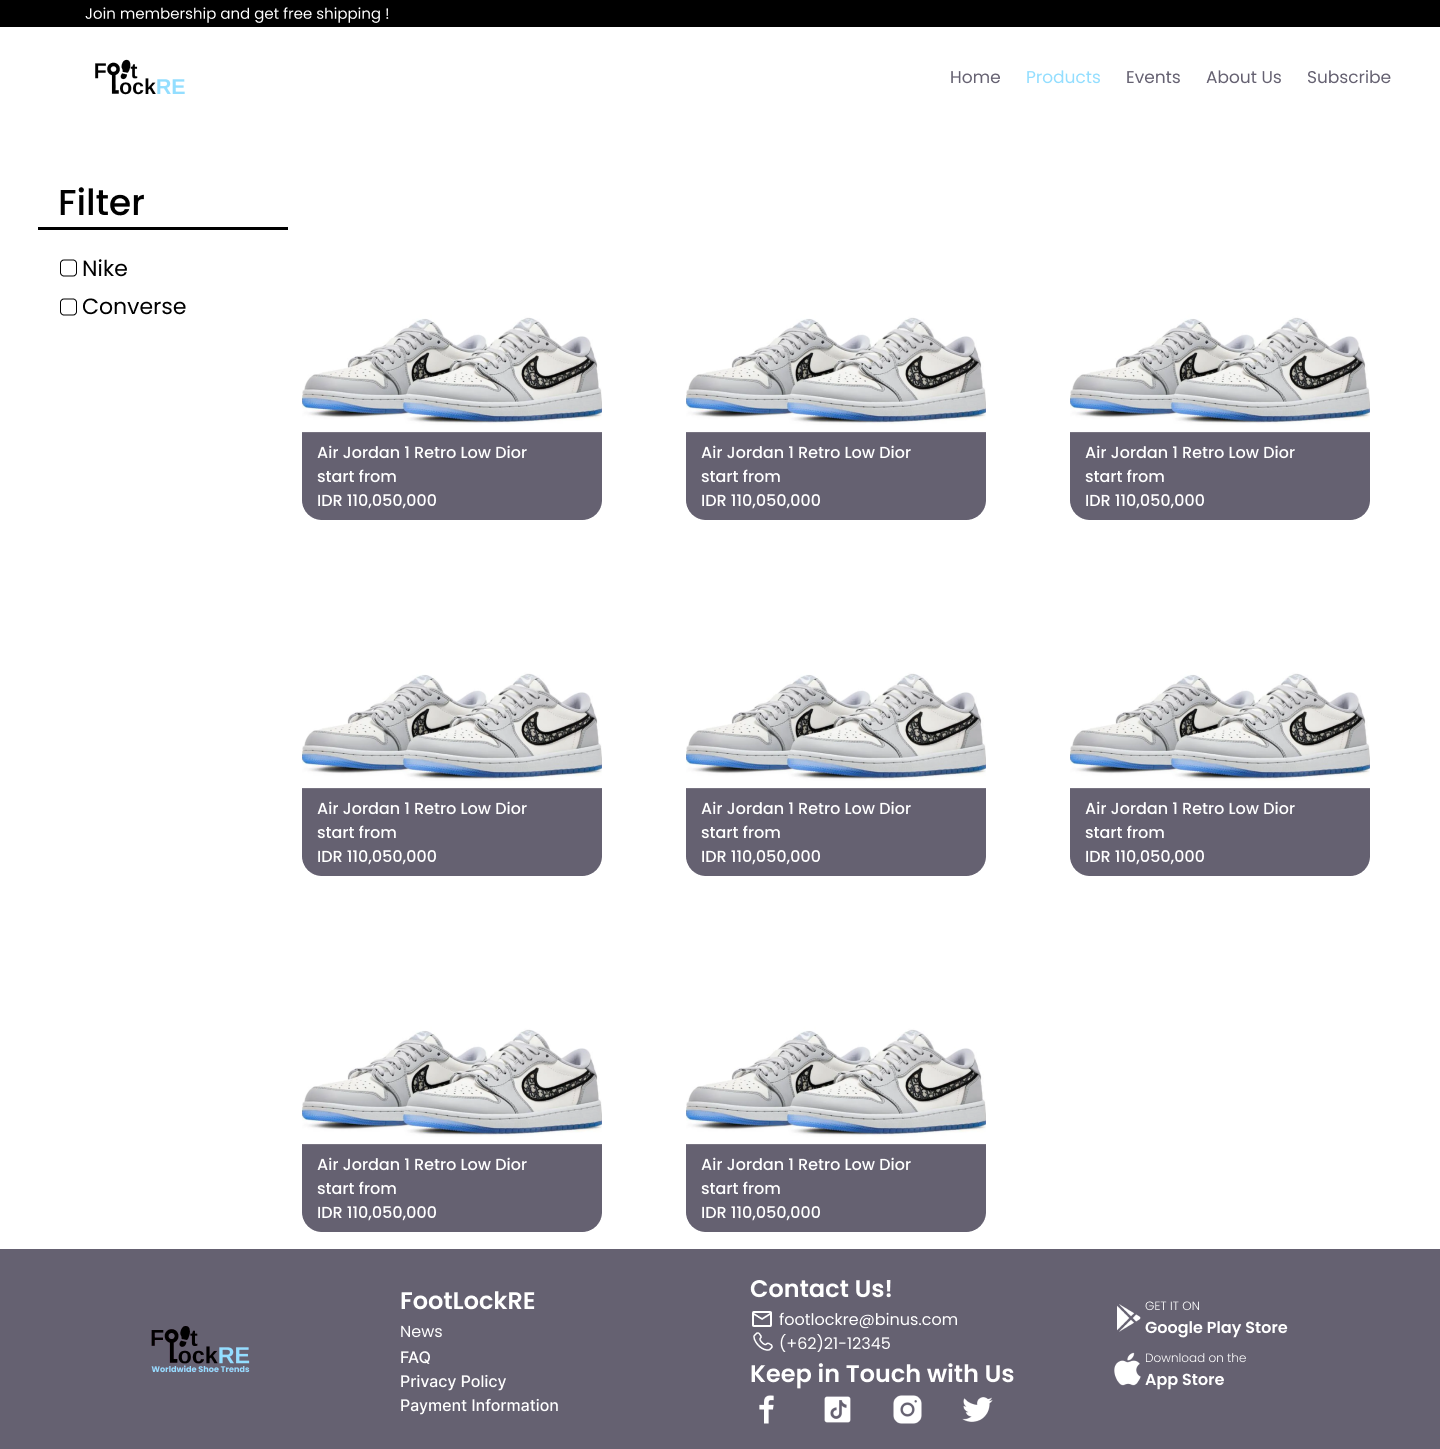 Join membership and get free shipping !
Foot
LockRE
Home Products Events About Us Subscribe
Filter
Nike
Converse
Air Jordan 1 Retro Low Dior
start from
IDR 110,050,000
Air Jordan 1 Retro Low Dior
start from
IDR 110,050,000
Air Jordan 1 Retro Low Dior
start from
IDR 110,050,000
Air Jordan 1 Retro Low Dior
start from
IDR 110,050,000
Air Jordan 1 Retro Low Dior
start from
IDR 110,050,000
Air Jordan 1 Retro Low Dior
start from
IDR 110,050,000
Air Jordan 1 Retro Low Dior
start from
IDR 110,050,000
Air Jordan 1 Retro Low Dior
start from
IDR 110,050,000
Foot
LockRE
Worldwide Shoe Trends
FootLockRE
News
FAQ
Privacy Policy
Payment Information
Contact Us!
footlockre@binus.com
(+62)21-12345
Keep in Touch with Us
GET IT ON
Google Play Store
Download on the
App Store